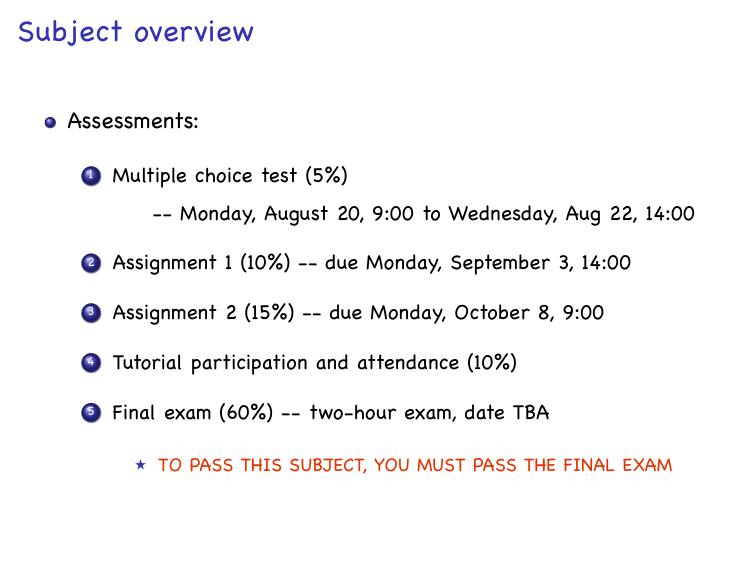 Subject overview
Assessments:
1 Multiple choice test (5%)
-- Monday, August 20, 9:00 to Wednesday, Aug 22, 14:00
2 Assignment 1 (10%) -- due Monday, September 3, 14:00
3 Assignment 2 (15%) -- due Monday, October 8, 9:00
4 Tutorial participation and attendance (10%)
5 Final exam (60%) -- two-hour exam, date TBA
★ TO PASS THIS SUBJECT, YOU MUST PASS THE FINAL EXAM